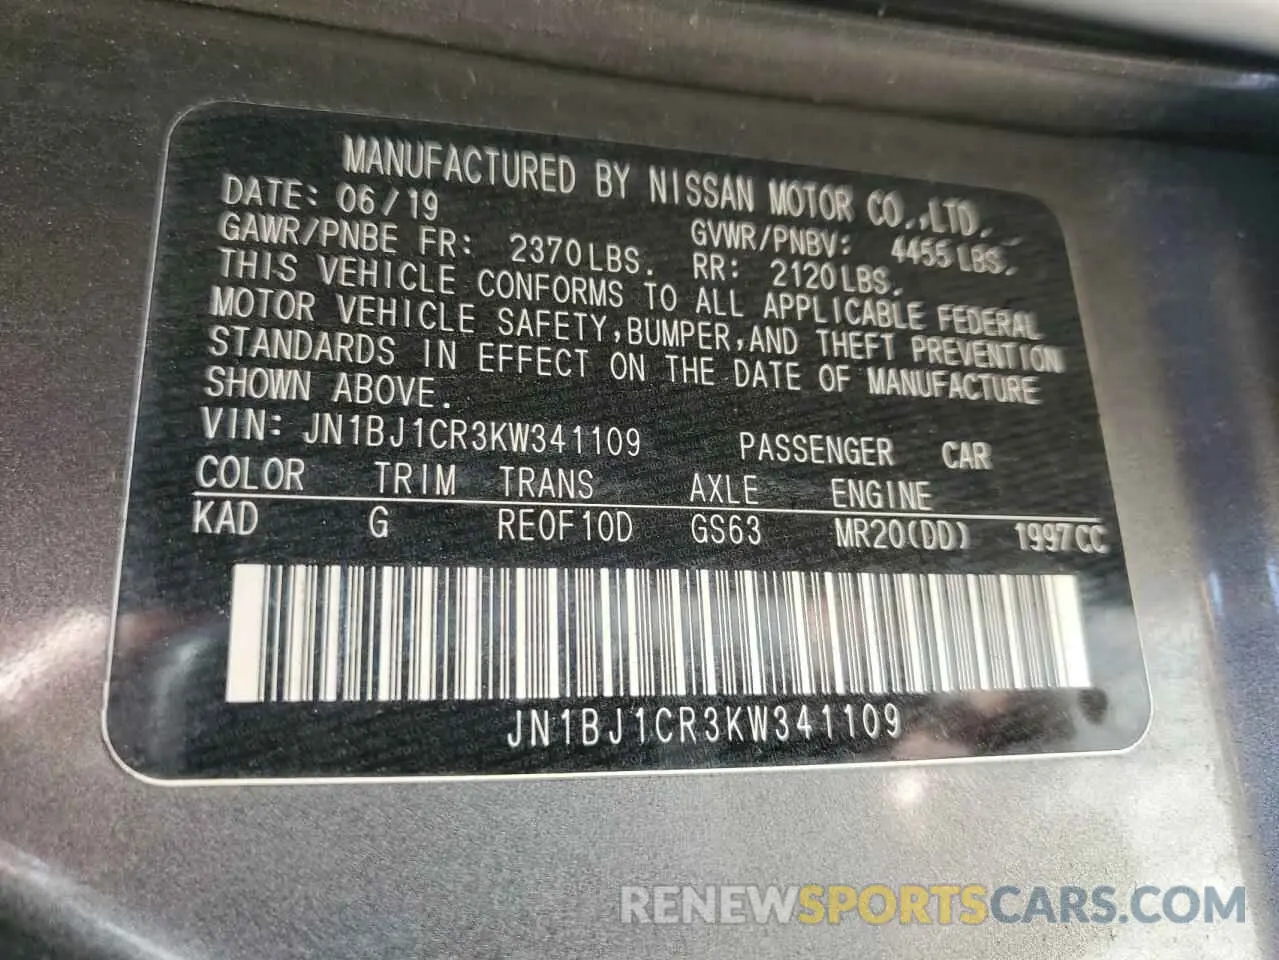 MANUFACTURED BY NISSAN MOTOR CO.,LTD.
DATE: 06/19
GVWR/PNBV: 4455 LBS.
GAWR/PNBE FR: 2370LBS. RR: 2120LBS.
THIS VEHICLE CONFORMS TO ALL APPLICABLE FEDERAL
MOTOR VEHICLE SAFETY,BUMPER,AND THEFT PREVENTION
STANDARDS IN EFFECT ON THE DATE OF MANUFACTURE
SHOWN ABOVE.
VIN: JN1BJ1CR3KW341109 PASSENGER CAR
COLOR TRIM TRANS AXLE ENGINE
KAD G RE0F10D GS63 MR20(DD) 1997CC
JN1BJ1CR3KW341109
RENEWSPORTSCARS.COM